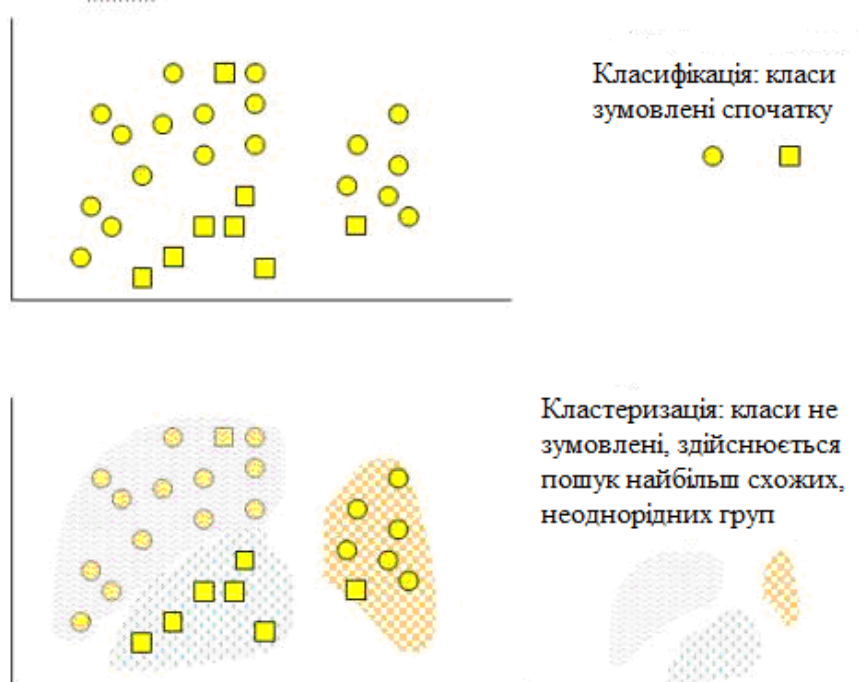 Класифікація: класи
зумовлені спочатку
Кластеризація: класи не
зумовлені, здійснюється
пошук найбільш схожих,
неоднорідних груп